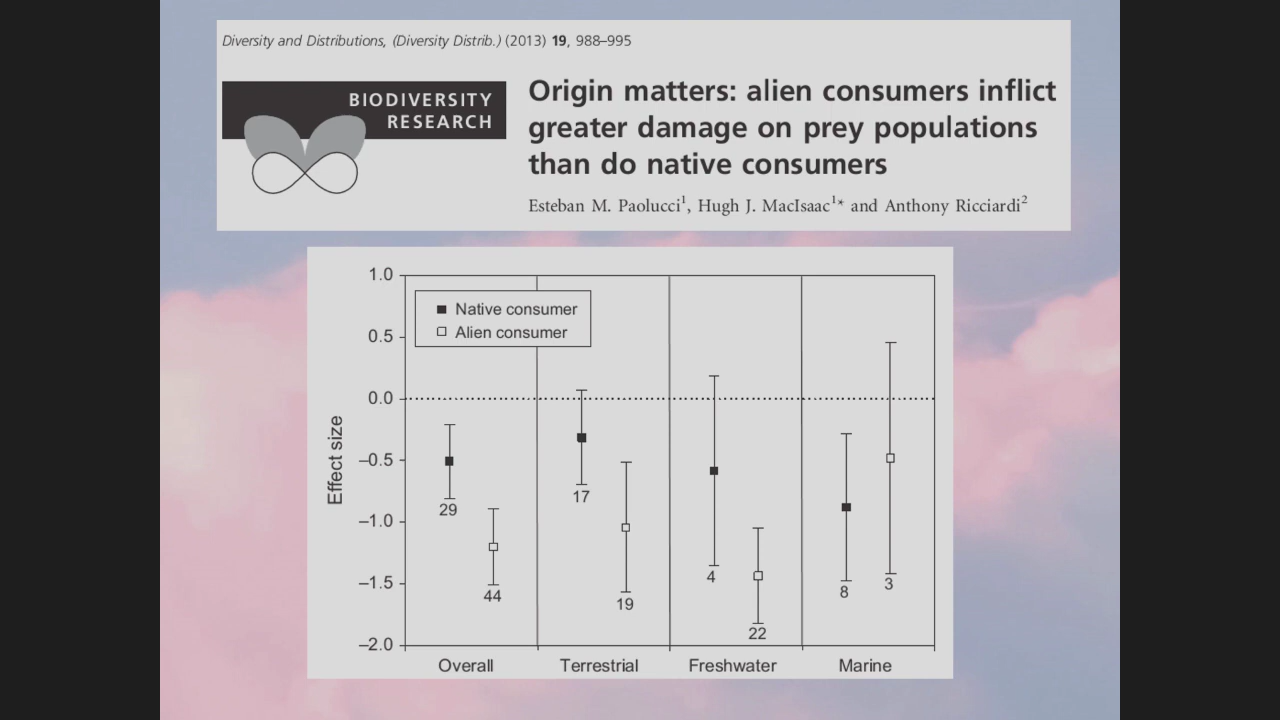 Diversity and Distributions, (Diversity Distrib.) (2013) 19, 988–995
BIODIVERSITY
RESEARCH
Origin matters: alien consumers inflict
greater damage on prey populations
than do native consumers
Esteban M. Paolucci1, Hugh J. MacIsaac1* and Anthony Ricciardi2
1.0
0.5
0.0
–0.5
–1.0
–1.5
–2.0
Effect size
Native consumer
Alien consumer
29
44
17
19
4
22
8
3
Overall
Terrestrial
Freshwater
Marine